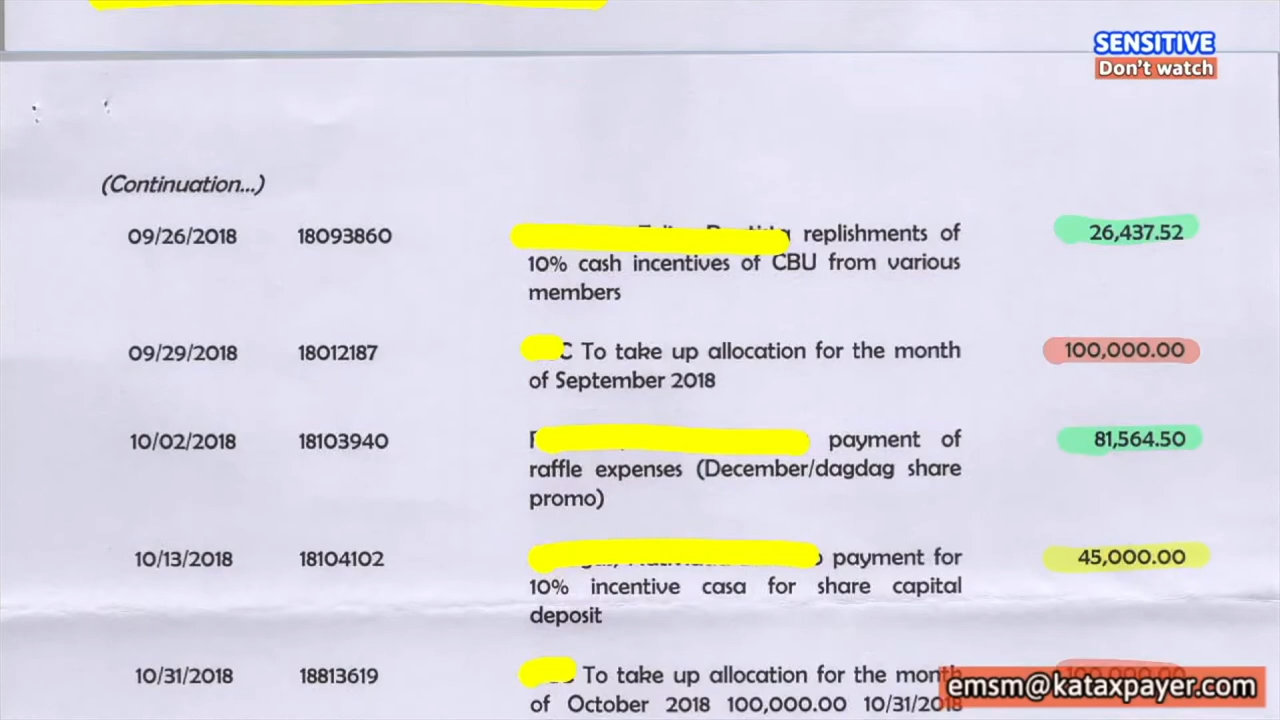 SENSITIVE
Don't watch
(Continuation...)
09/26/2018 18093860 replishments of 26,437.52
10% cash incentives of CBU from various
members
09/29/2018 18012187 C To take up allocation for the month 100,000.00
of September 2018
10/02/2018 18103940 payment of 81,564.50
raffle expenses (December/dagdag share
promo)
10/13/2018 18104102 payment for 45,000.00
10% incentive casa for share capital
deposit
10/31/2018 18813619 To take up allocation for the month
of October 2018 100,000.00 10/31/2018
emsm@kataxpayer.com